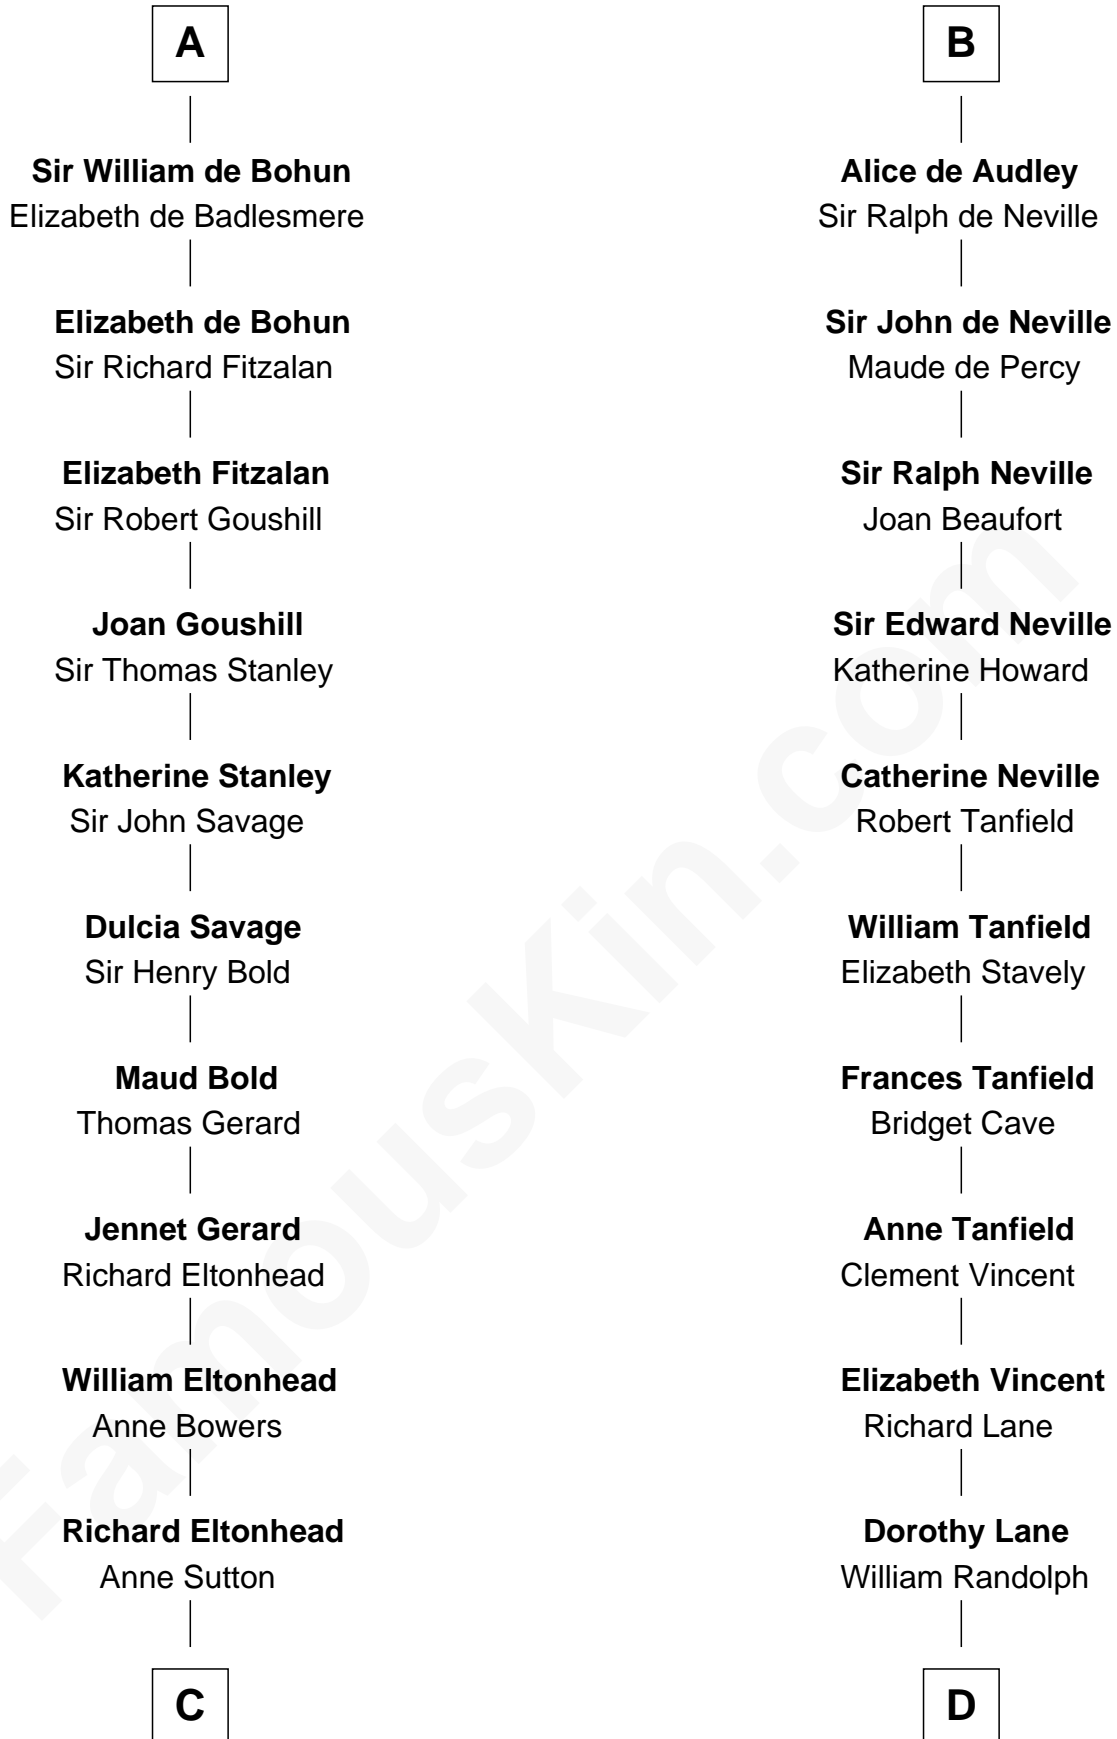 A
Sir William de Bohun
Elizabeth de Badlesmere
Elizabeth de Bohun
Sir Richard Fitzalan
Elizabeth Fitzalan
Sir Robert Goushill
Joan Goushill
Sir Thomas Stanley
Katherine Stanley
Sir John Savage
Dulcia Savage
Sir Henry Bold
Maud Bold
Thomas Gerard
Jennet Gerard
Richard Eltonhead
William Eltonhead
Anne Bowers
Richard Eltonhead
Anne Sutton
C
B
Alice de Audley
Sir Ralph de Neville
Sir John de Neville
Maude de Percy
Sir Ralph Neville
Joan Beaufort
Sir Edward Neville
Katherine Howard
Catherine Neville
Robert Tanfield
William Tanfield
Elizabeth Stavely
Frances Tanfield
Bridget Cave
Anne Tanfield
Clement Vincent
Elizabeth Vincent
Richard Lane
Dorothy Lane
William Randolph
D
FamousKin.com